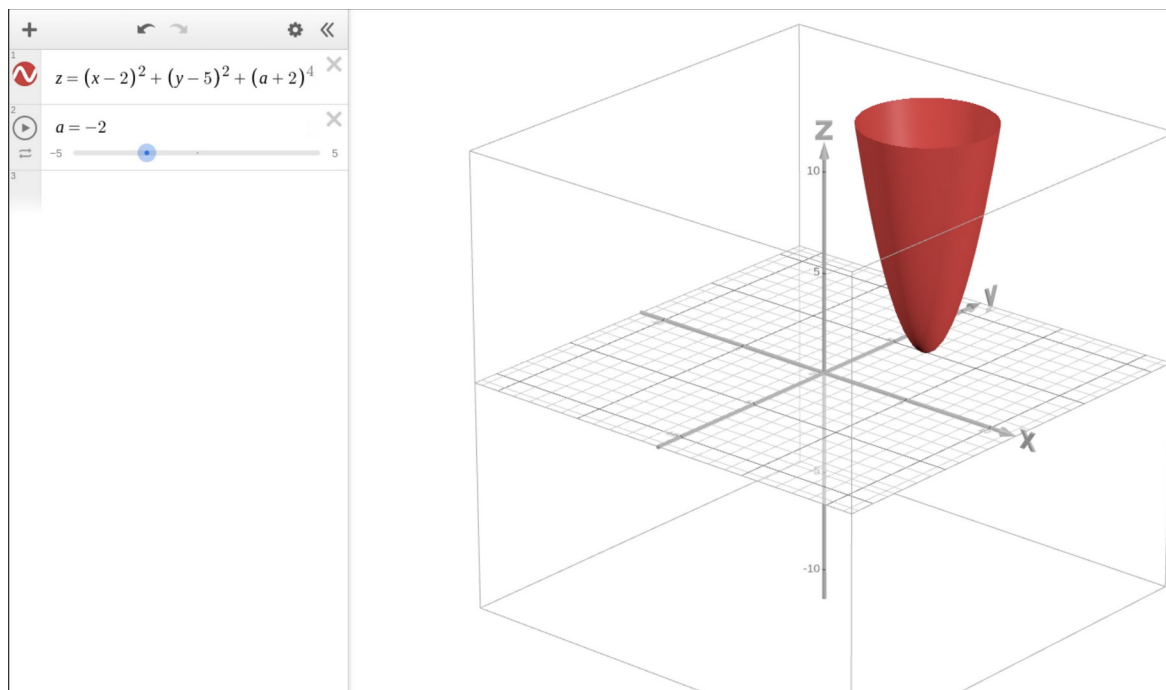 1
z = (x − 2)² + (y − 5)² + (a + 2)⁴
2
a = −2
−5 5
3
Z
10
5
y
x
-5
-10